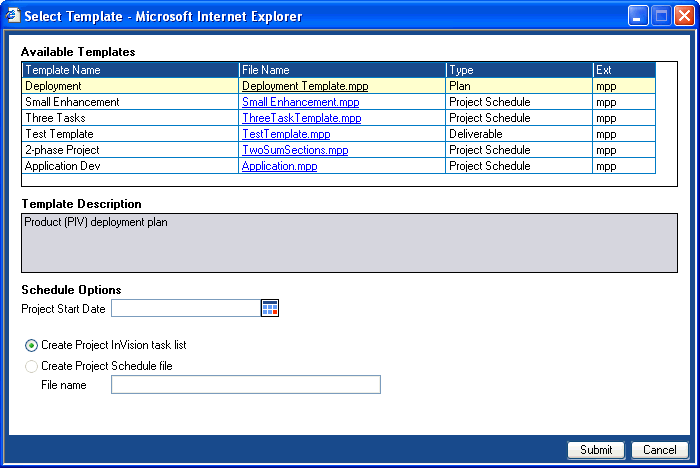 Select Template - Microsoft Internet Explorer
Available Templates
Template Name File Name Type Ext
Deployment Deployment Template.mpp Plan mpp
Small Enhancement Small Enhancement.mpp Project Schedule mpp
Three Tasks ThreeTaskTemplate.mpp Project Schedule mpp
Test Template TestTemplate.mpp Deliverable mpp
2-phase Project TwoSumSections.mpp Project Schedule mpp
Application Dev Application.mpp Project Schedule mpp
Template Description
Product (PIV) deployment plan
Schedule Options
Project Start Date
Create Project InVision task list
Create Project Schedule file
File name
Submit Cancel